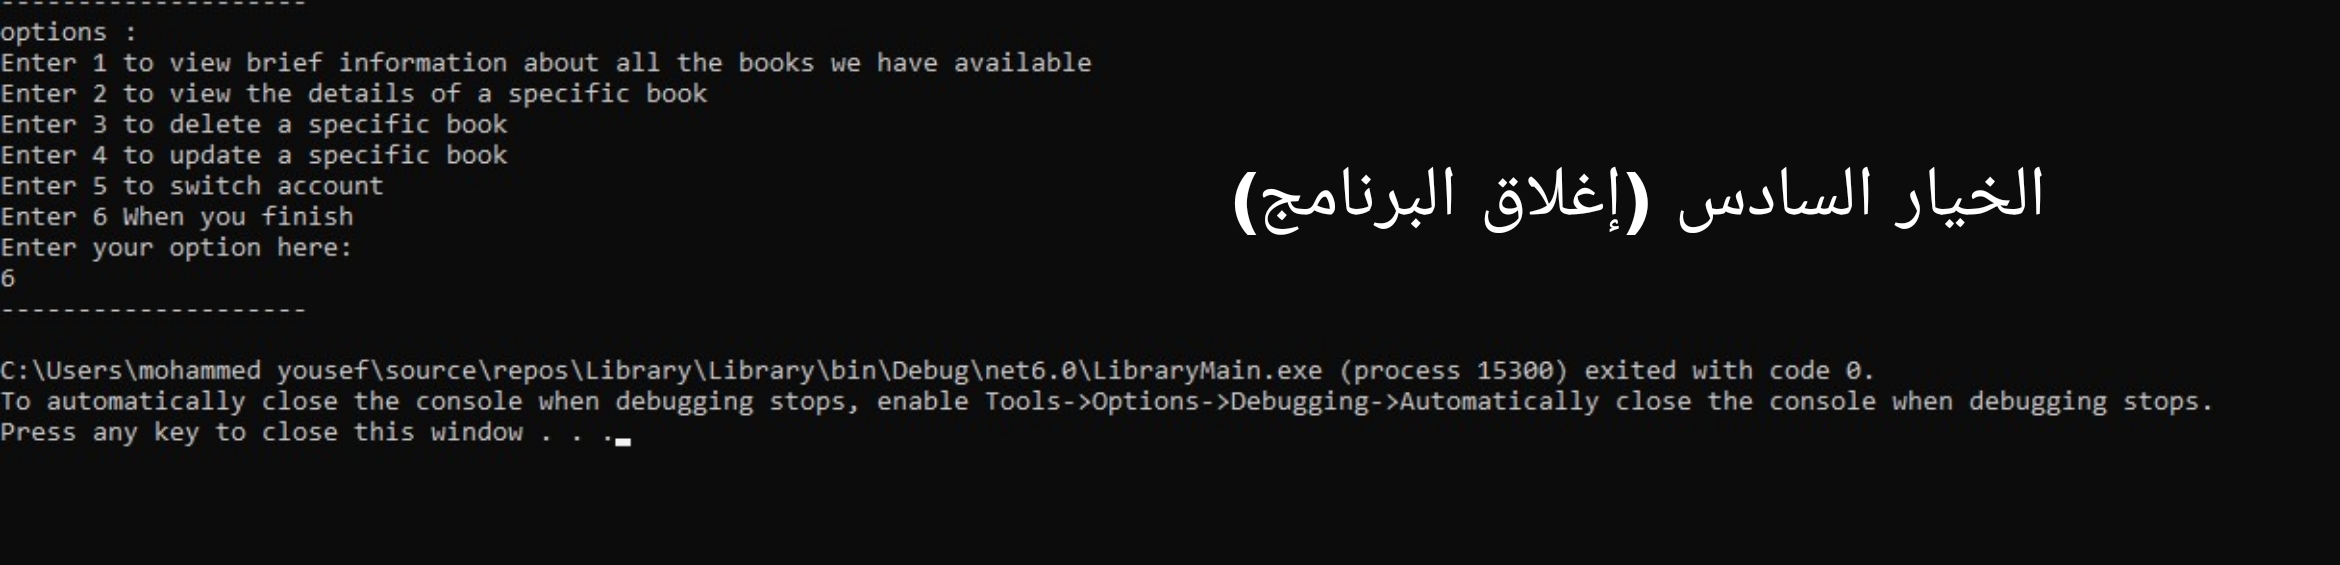 --------------------
options :
Enter 1 to view brief information about all the books we have available
Enter 2 to view the details of a specific book
Enter 3 to delete a specific book
Enter 4 to update a specific book
Enter 5 to switch account
Enter 6 When you finish
Enter your option here:
6
--------------------
الخيار السادس (إغلاق البرنامج)
C:\Users\mohammed yousef\source\repos\Library\Library\bin\Debug\net6.0\LibraryMain.exe (process 15300) exited with code 0.
To automatically close the console when debugging stops, enable Tools->Options->Debugging->Automatically close the console when debugging stops.
Press any key to close this window . . .